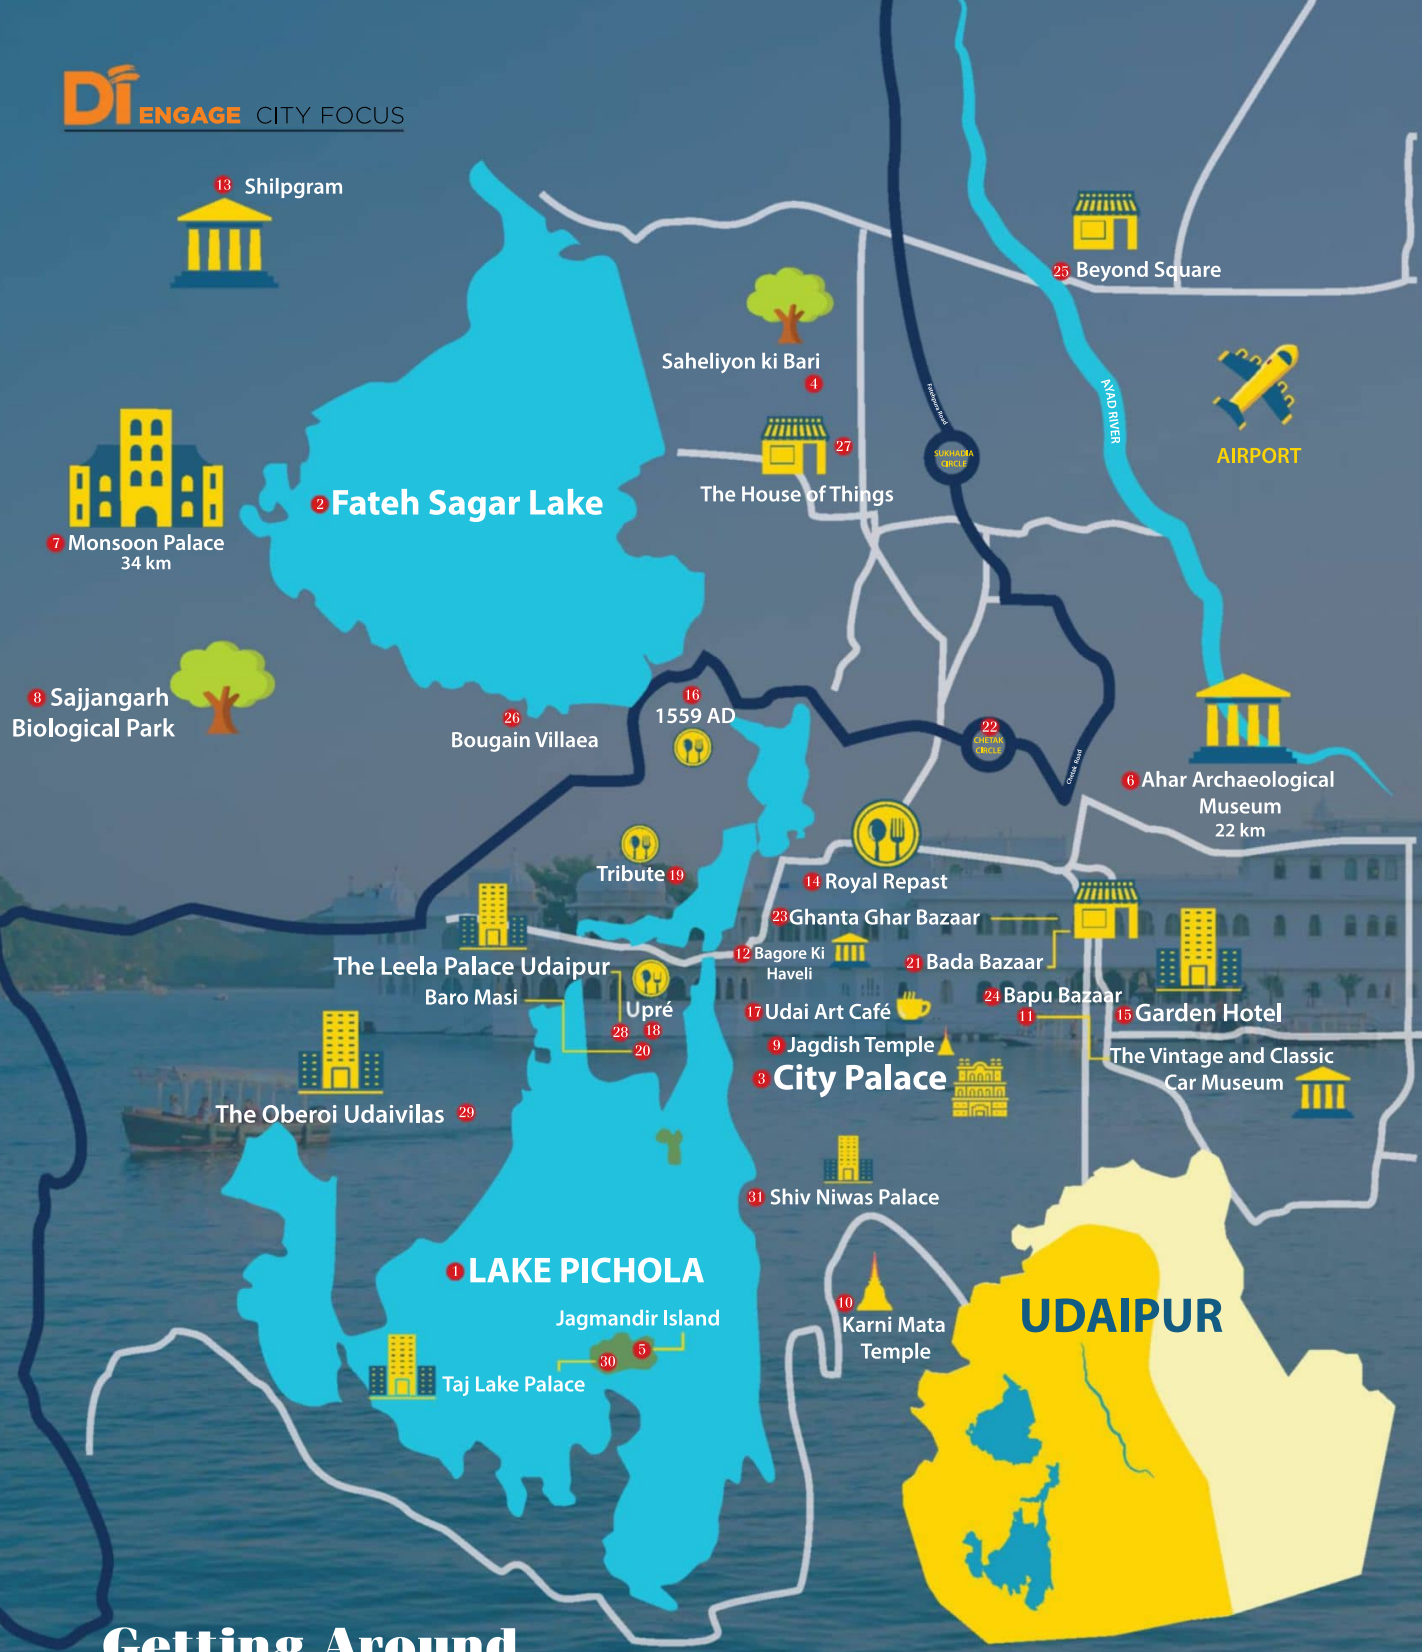 Di ENGAGE CITY FOCUS
13 Shilpgram
25 Beyond Square
Saheliyon ki Bari
4
Fatehpura Road
AYAD RIVER
AIRPORT
27
The House of Things
SUKHADIA
CIRCLE
2 Fateh Sagar Lake
7 Monsoon Palace
34 km
8 Sajjangarh
Biological Park
26
Bougain Villaea
16
1559 AD
22
CHETAK
CIRCLE
Chetak Road
6 Ahar Archaeological
Museum
22 km
Tribute 19
14 Royal Repast
23 Ghanta Ghar Bazaar
12 Bagore Ki
Haveli
21 Bada Bazaar
The Leela Palace Udaipur
Baro Masi
Upré
28 18
20
24 Bapu Bazaar
11
17 Udai Art Café
15 Garden Hotel
9 Jagdish Temple
3 City Palace
The Vintage and Classic
Car Museum
The Oberoi Udaivilas 29
31 Shiv Niwas Palace
1 LAKE PICHOLA
Jagmandir Island
5
30
Taj Lake Palace
10
Karni Mata
Temple
UDAIPUR
Getting Around